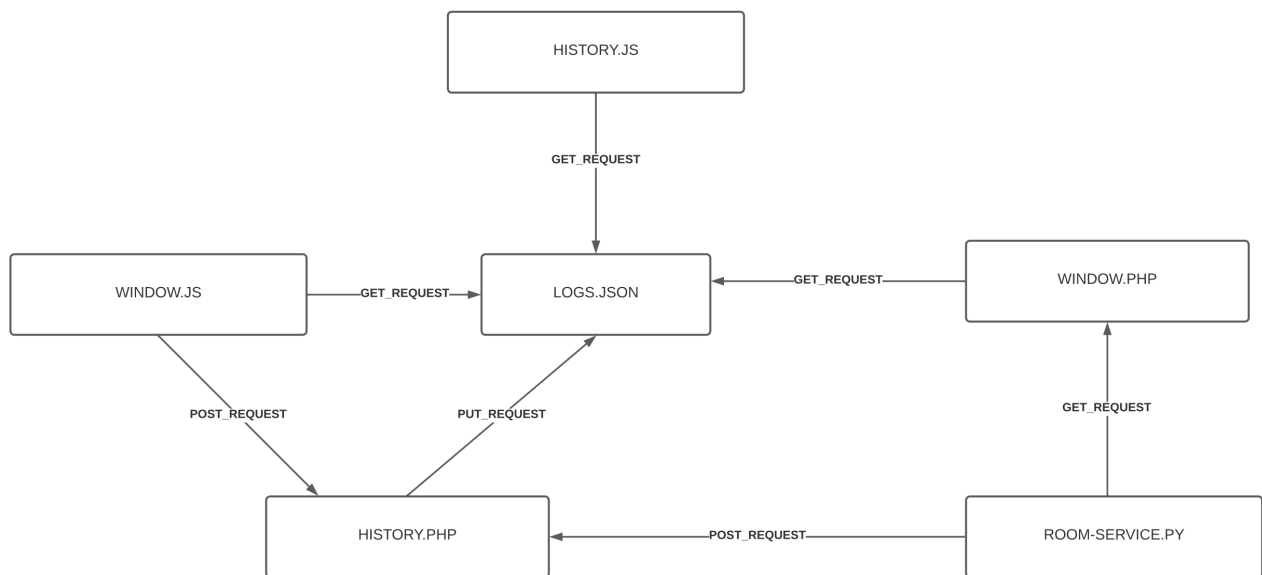 HISTORY.JS
GET_REQUEST
WINDOW.JS
GET_REQUEST
LOGS.JSON
GET_REQUEST
WINDOW.PHP
POST_REQUEST
PUT_REQUEST
GET_REQUEST
HISTORY.PHP
POST_REQUEST
ROOM-SERVICE.PY